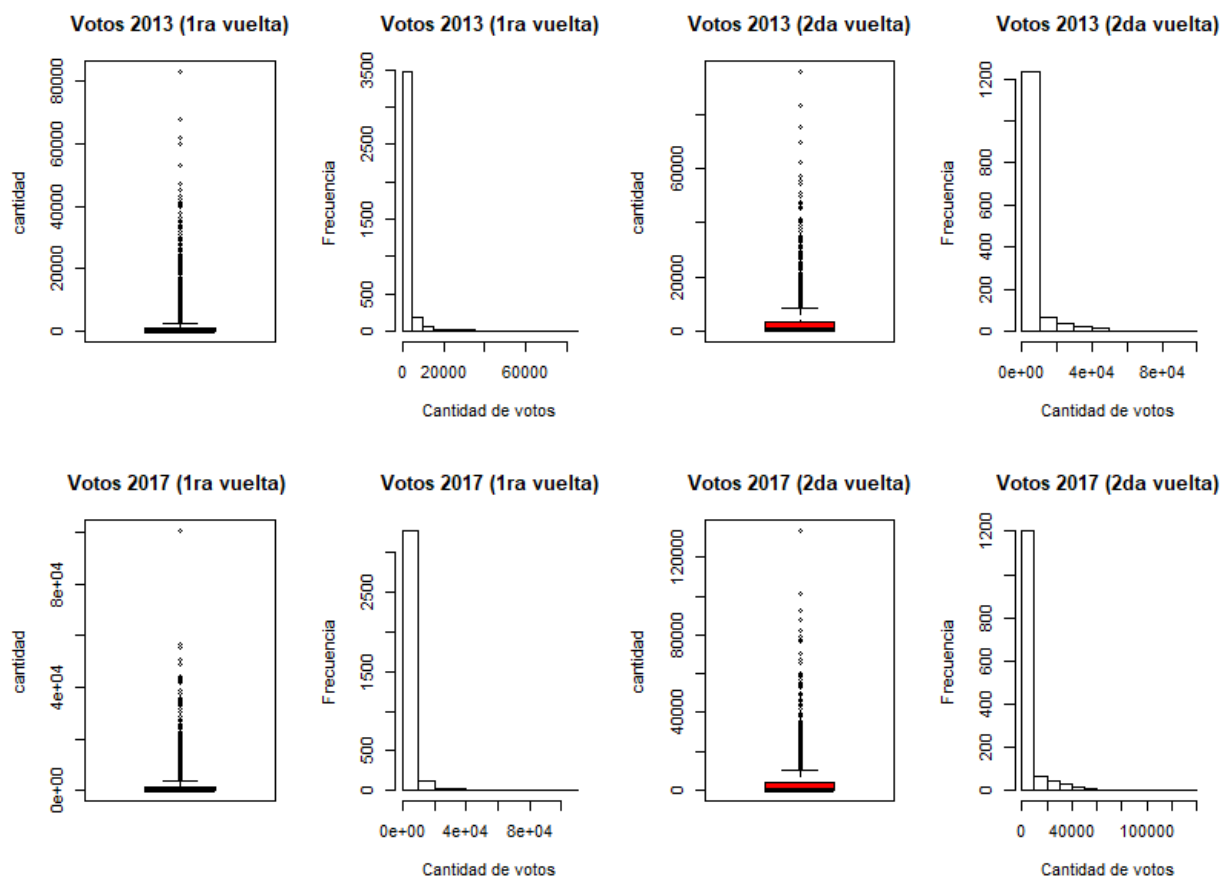 Votos 2013 (1ra vuelta)
cantidad
80000
60000
40000
20000
0
Votos 2013 (1ra vuelta)
Frecuencia
3500
2500
1500
500
0
0 20000 60000
Cantidad de votos
Votos 2013 (2da vuelta)
cantidad
60000
20000
0
Votos 2013 (2da vuelta)
Frecuencia
1200
1000
800
600
400
200
0
0e+00 4e+04 8e+04
Cantidad de votos
Votos 2017 (1ra vuelta)
cantidad
8e+04
4e+04
0e+00
Votos 2017 (1ra vuelta)
Frecuencia
2500
1500
500
0
0e+00 4e+04 8e+04
Cantidad de votos
Votos 2017 (2da vuelta)
cantidad
120000
80000
40000
0
Votos 2017 (2da vuelta)
Frecuencia
1200
1000
800
600
400
200
0
0 40000 100000
Cantidad de votos